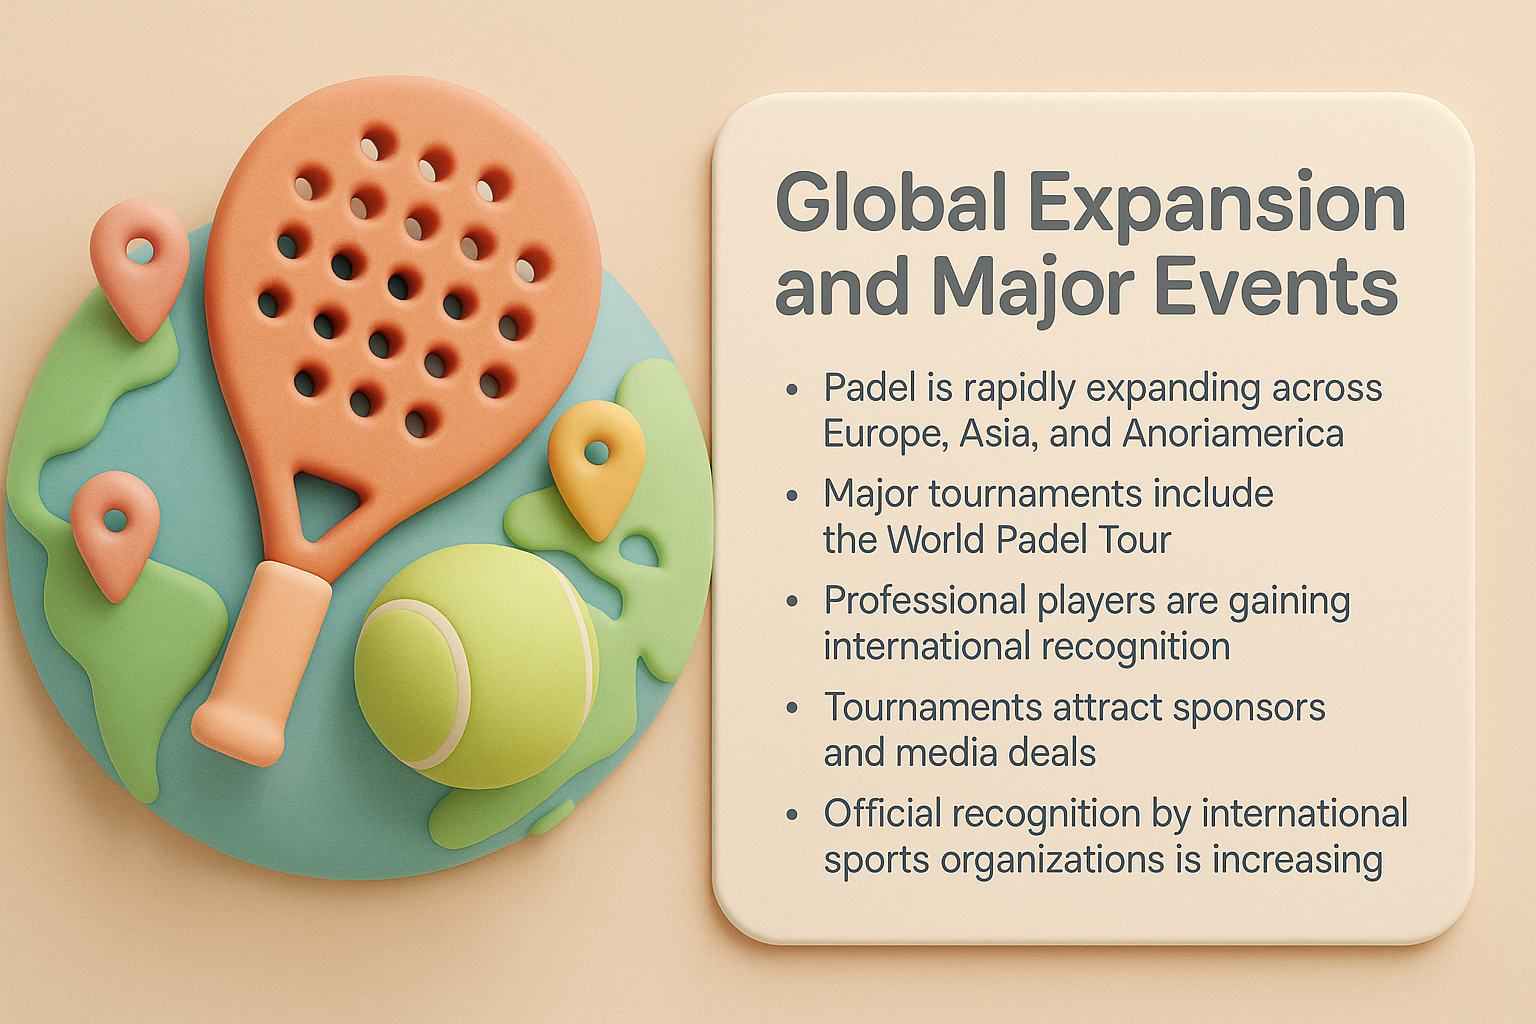 Global Expansion
and Major Events
• Padel is rapidly expanding across
Europe, Asia, and Anoriamerica
• Major tournaments include
the World Padel Tour
• Professional players are gaining
international recognition
• Tournaments attract sponsors
and media deals
• Official recognition by international
sports organizations is increasing